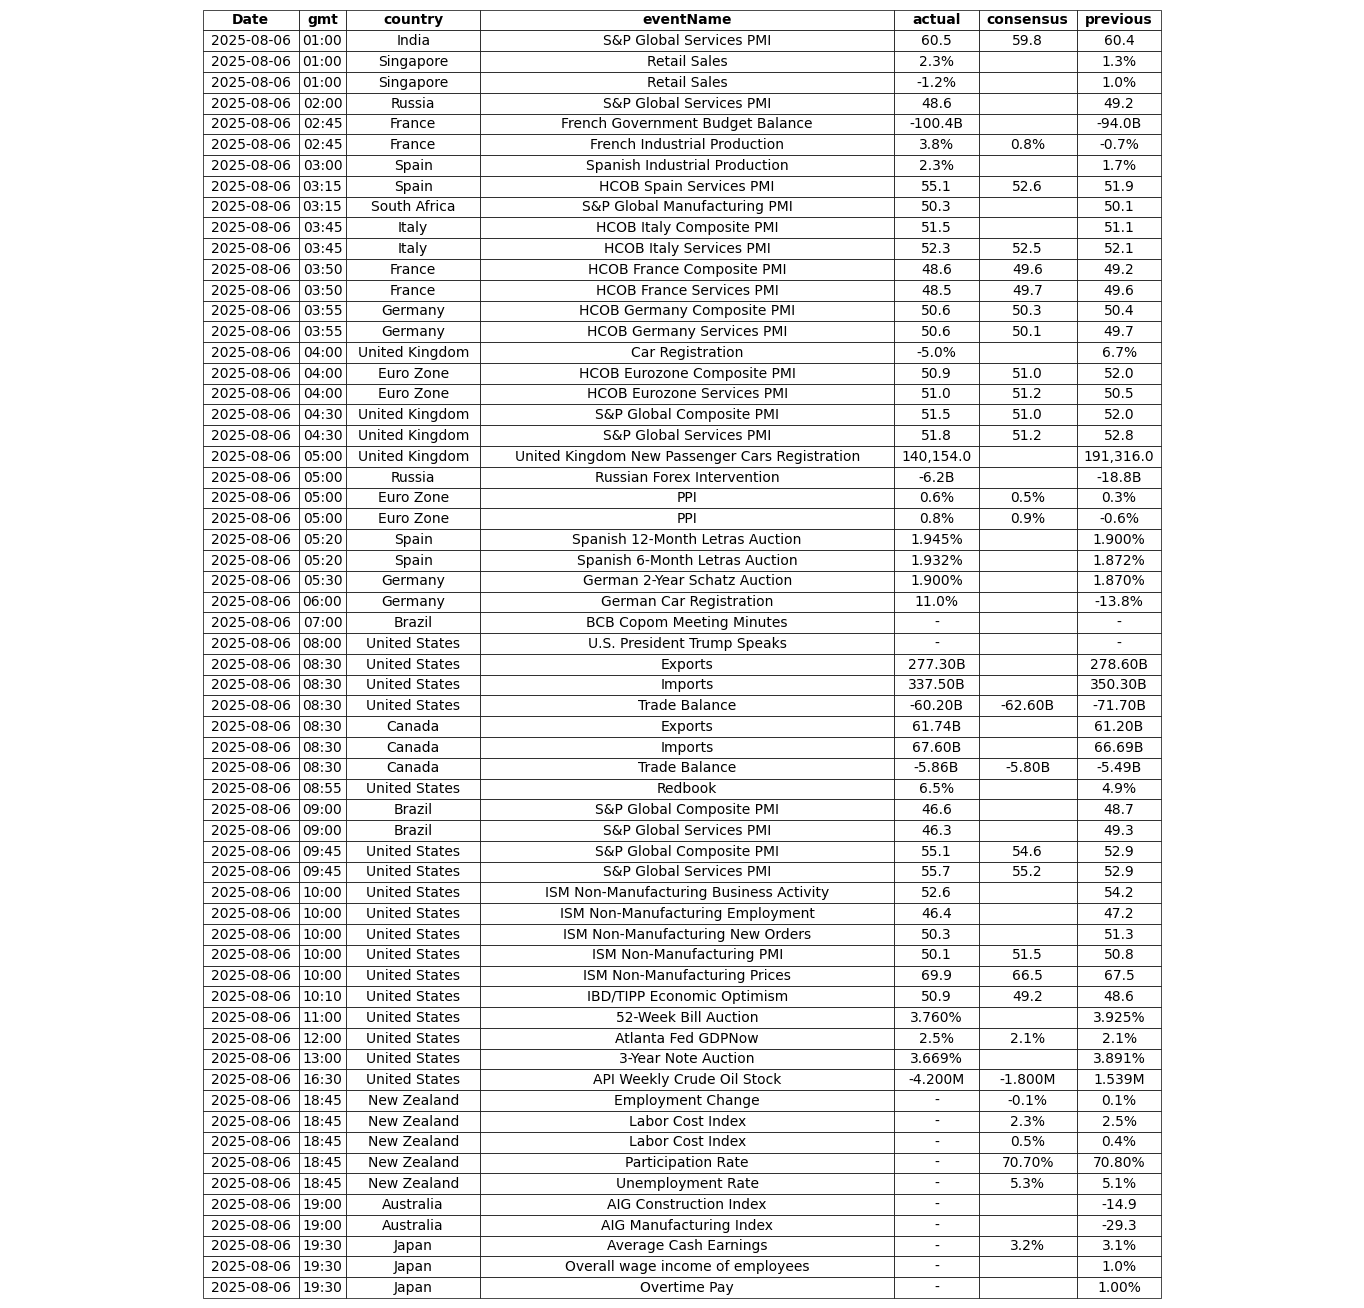 Date gmt country eventName actual consensus previous
2025-08-06 01:00 India S&P Global Services PMI 60.5 59.8 60.4
2025-08-06 01:00 Singapore Retail Sales 2.3% 1.3%
2025-08-06 01:00 Singapore Retail Sales -1.2% 1.0%
2025-08-06 02:00 Russia S&P Global Services PMI 48.6 49.2
2025-08-06 02:45 France French Government Budget Balance -100.4B -94.0B
2025-08-06 02:45 France French Industrial Production 3.8% 0.8% -0.7%
2025-08-06 03:00 Spain Spanish Industrial Production 2.3% 1.7%
2025-08-06 03:15 Spain HCOB Spain Services PMI 55.1 52.6 51.9
2025-08-06 03:15 South Africa S&P Global Manufacturing PMI 50.3 50.1
2025-08-06 03:45 Italy HCOB Italy Composite PMI 51.5 51.1
2025-08-06 03:45 Italy HCOB Italy Services PMI 52.3 52.5 52.1
2025-08-06 03:50 France HCOB France Composite PMI 48.6 49.6 49.2
2025-08-06 03:50 France HCOB France Services PMI 48.5 49.7 49.6
2025-08-06 03:55 Germany HCOB Germany Composite PMI 50.6 50.3 50.4
2025-08-06 03:55 Germany HCOB Germany Services PMI 50.6 50.1 49.7
2025-08-06 04:00 United Kingdom Car Registration -5.0% 6.7%
2025-08-06 04:00 Euro Zone HCOB Eurozone Composite PMI 50.9 51.0 52.0
2025-08-06 04:00 Euro Zone HCOB Eurozone Services PMI 51.0 51.2 50.5
2025-08-06 04:30 United Kingdom S&P Global Composite PMI 51.5 51.0 52.0
2025-08-06 04:30 United Kingdom S&P Global Services PMI 51.8 51.2 52.8
2025-08-06 05:00 United Kingdom United Kingdom New Passenger Cars Registration 140,154.0 191,316.0
2025-08-06 05:00 Russia Russian Forex Intervention -6.2B -18.8B
2025-08-06 05:00 Euro Zone PPI 0.6% 0.5% 0.3%
2025-08-06 05:00 Euro Zone PPI 0.8% 0.9% -0.6%
2025-08-06 05:20 Spain Spanish 12-Month Letras Auction 1.945% 1.900%
2025-08-06 05:20 Spain Spanish 6-Month Letras Auction 1.932% 1.872%
2025-08-06 05:30 Germany German 2-Year Schatz Auction 1.900% 1.870%
2025-08-06 06:00 Germany German Car Registration 11.0% -13.8%
2025-08-06 07:00 Brazil BCB Copom Meeting Minutes - -
2025-08-06 08:00 United States U.S. President Trump Speaks - -
2025-08-06 08:30 United States Exports 277.30B 278.60B
2025-08-06 08:30 United States Imports 337.50B 350.30B
2025-08-06 08:30 United States Trade Balance -60.20B -62.60B -71.70B
2025-08-06 08:30 Canada Exports 61.74B 61.20B
2025-08-06 08:30 Canada Imports 67.60B 66.69B
2025-08-06 08:30 Canada Trade Balance -5.86B -5.80B -5.49B
2025-08-06 08:55 United States Redbook 6.5% 4.9%
2025-08-06 09:00 Brazil S&P Global Composite PMI 46.6 48.7
2025-08-06 09:00 Brazil S&P Global Services PMI 46.3 49.3
2025-08-06 09:45 United States S&P Global Composite PMI 55.1 54.6 52.9
2025-08-06 09:45 United States S&P Global Services PMI 55.7 55.2 52.9
2025-08-06 10:00 United States ISM Non-Manufacturing Business Activity 52.6 54.2
2025-08-06 10:00 United States ISM Non-Manufacturing Employment 46.4 47.2
2025-08-06 10:00 United States ISM Non-Manufacturing New Orders 50.3 51.3
2025-08-06 10:00 United States ISM Non-Manufacturing PMI 50.1 51.5 50.8
2025-08-06 10:00 United States ISM Non-Manufacturing Prices 69.9 66.5 67.5
2025-08-06 10:10 United States IBD/TIPP Economic Optimism 50.9 49.2 48.6
2025-08-06 11:00 United States 52-Week Bill Auction 3.760% 3.925%
2025-08-06 12:00 United States Atlanta Fed GDPNow 2.5% 2.1% 2.1%
2025-08-06 13:00 United States 3-Year Note Auction 3.669% 3.891%
2025-08-06 16:30 United States API Weekly Crude Oil Stock -4.200M -1.800M 1.539M
2025-08-06 18:45 New Zealand Employment Change - -0.1% 0.1%
2025-08-06 18:45 New Zealand Labor Cost Index - 2.3% 2.5%
2025-08-06 18:45 New Zealand Labor Cost Index - 0.5% 0.4%
2025-08-06 18:45 New Zealand Participation Rate - 70.70% 70.80%
2025-08-06 18:45 New Zealand Unemployment Rate - 5.3% 5.1%
2025-08-06 19:00 Australia AIG Construction Index - -14.9
2025-08-06 19:00 Australia AIG Manufacturing Index - -29.3
2025-08-06 19:30 Japan Average Cash Earnings - 3.2% 3.1%
2025-08-06 19:30 Japan Overall wage income of employees - 1.0%
2025-08-06 19:30 Japan Overtime Pay - 1.00%